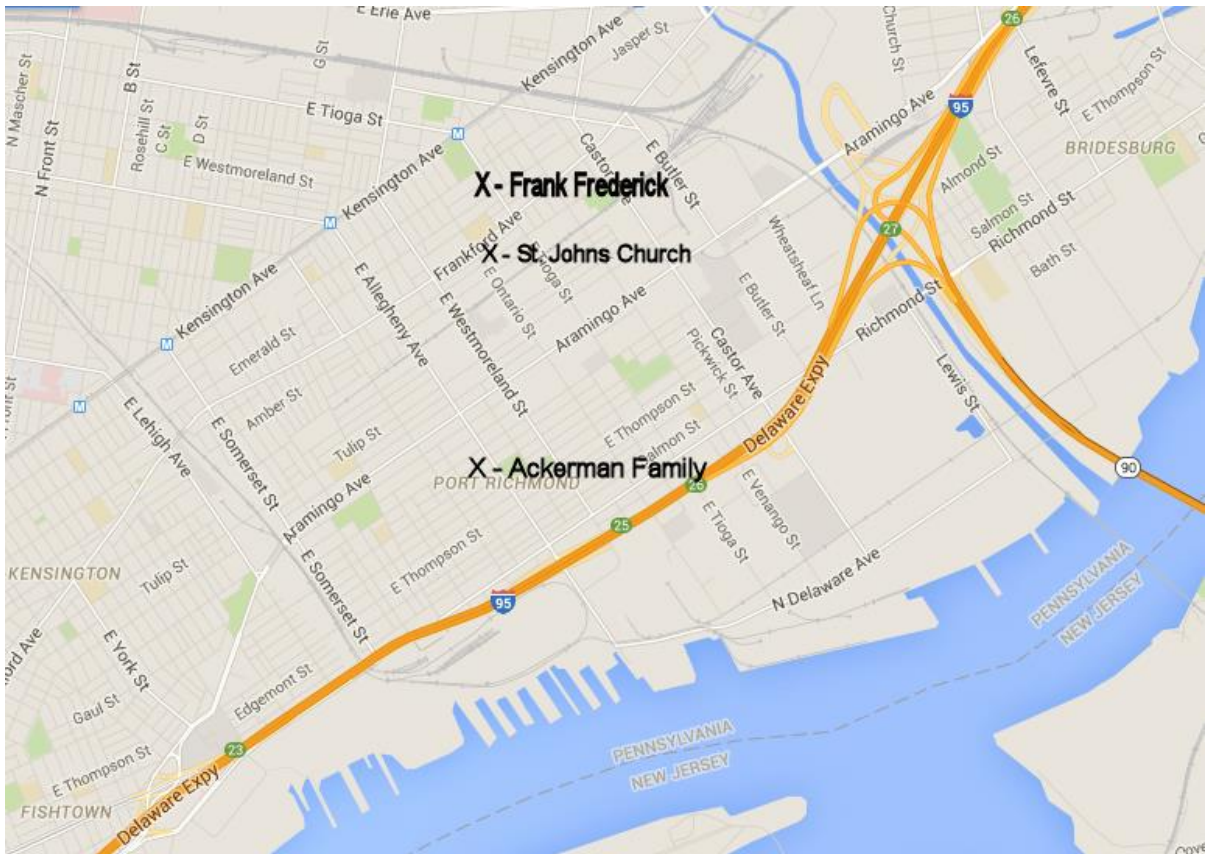 E Erie Ave
26
G St
Jasper St
Kensington Ave
Church St
Lefevre St
N Mascher St
B St
E Thompson St
95
E Tioga St
Rosehill St
C St
D St
M
Castor Ave
E Butler St
Aramingo Ave
BRIDESBURG
E Westmoreland St
Kensington Ave
Almond St
N Front St
X - Frank Frederick
M
Salmon St
Richmond St
27
Wheatsheaf Ln
Frankford Ave
X - St. Johns Church
Bath St
E Allegheny Ave
E Ontario St
Tioga St
E Butler St
Kensington Ave
E Westmoreland St
Aramingo Ave
Richmond St
M
Emerald St
Pickwick St
Castor Ave
Delaware Expy
Lewis St
M
Amber St
E Lehigh Ave
E Somerset St
Tulip St
E Thompson St
Salmon St
X - Ackerman Family
90
PORT RICHMOND
26
Aramingo Ave
25
E Tioga St
E Venango St
E Thompson St
KENSINGTON
Tulip St
E Somerset St
95
N Delaware Ave
PENNSYLVANIA
NEW JERSEY
E York St
Edgemont St
Gaul St
23
PENNSYLVANIA
NEW JERSEY
E Thompson St
FISHTOWN
Delaware Expy